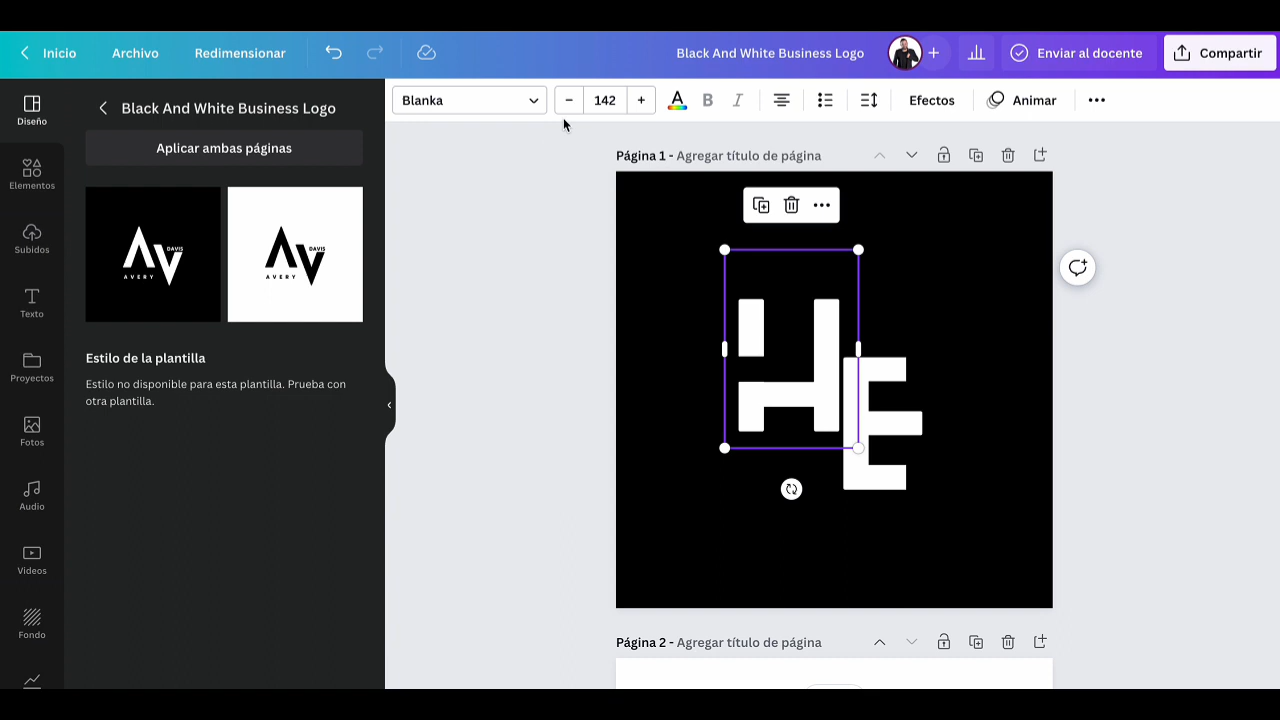 Inicio
Archivo
Redimensionar
Black And White Business Logo
Enviar al docente
Compartir
Diseño
Elementos
Subidos
Texto
Proyectos
Fotos
Audio
Videos
Fondo
Black And White Business Logo
Aplicar ambas páginas
DAVIS
AVERY
DAVIS
AVERY
Estilo de la plantilla
Estilo no disponible para esta plantilla. Prueba con
otra plantilla.
Blanka
142
A B I
Efectos
Animar
Página 1 - Agregar título de página
H
E
Página 2 - Agregar título de página